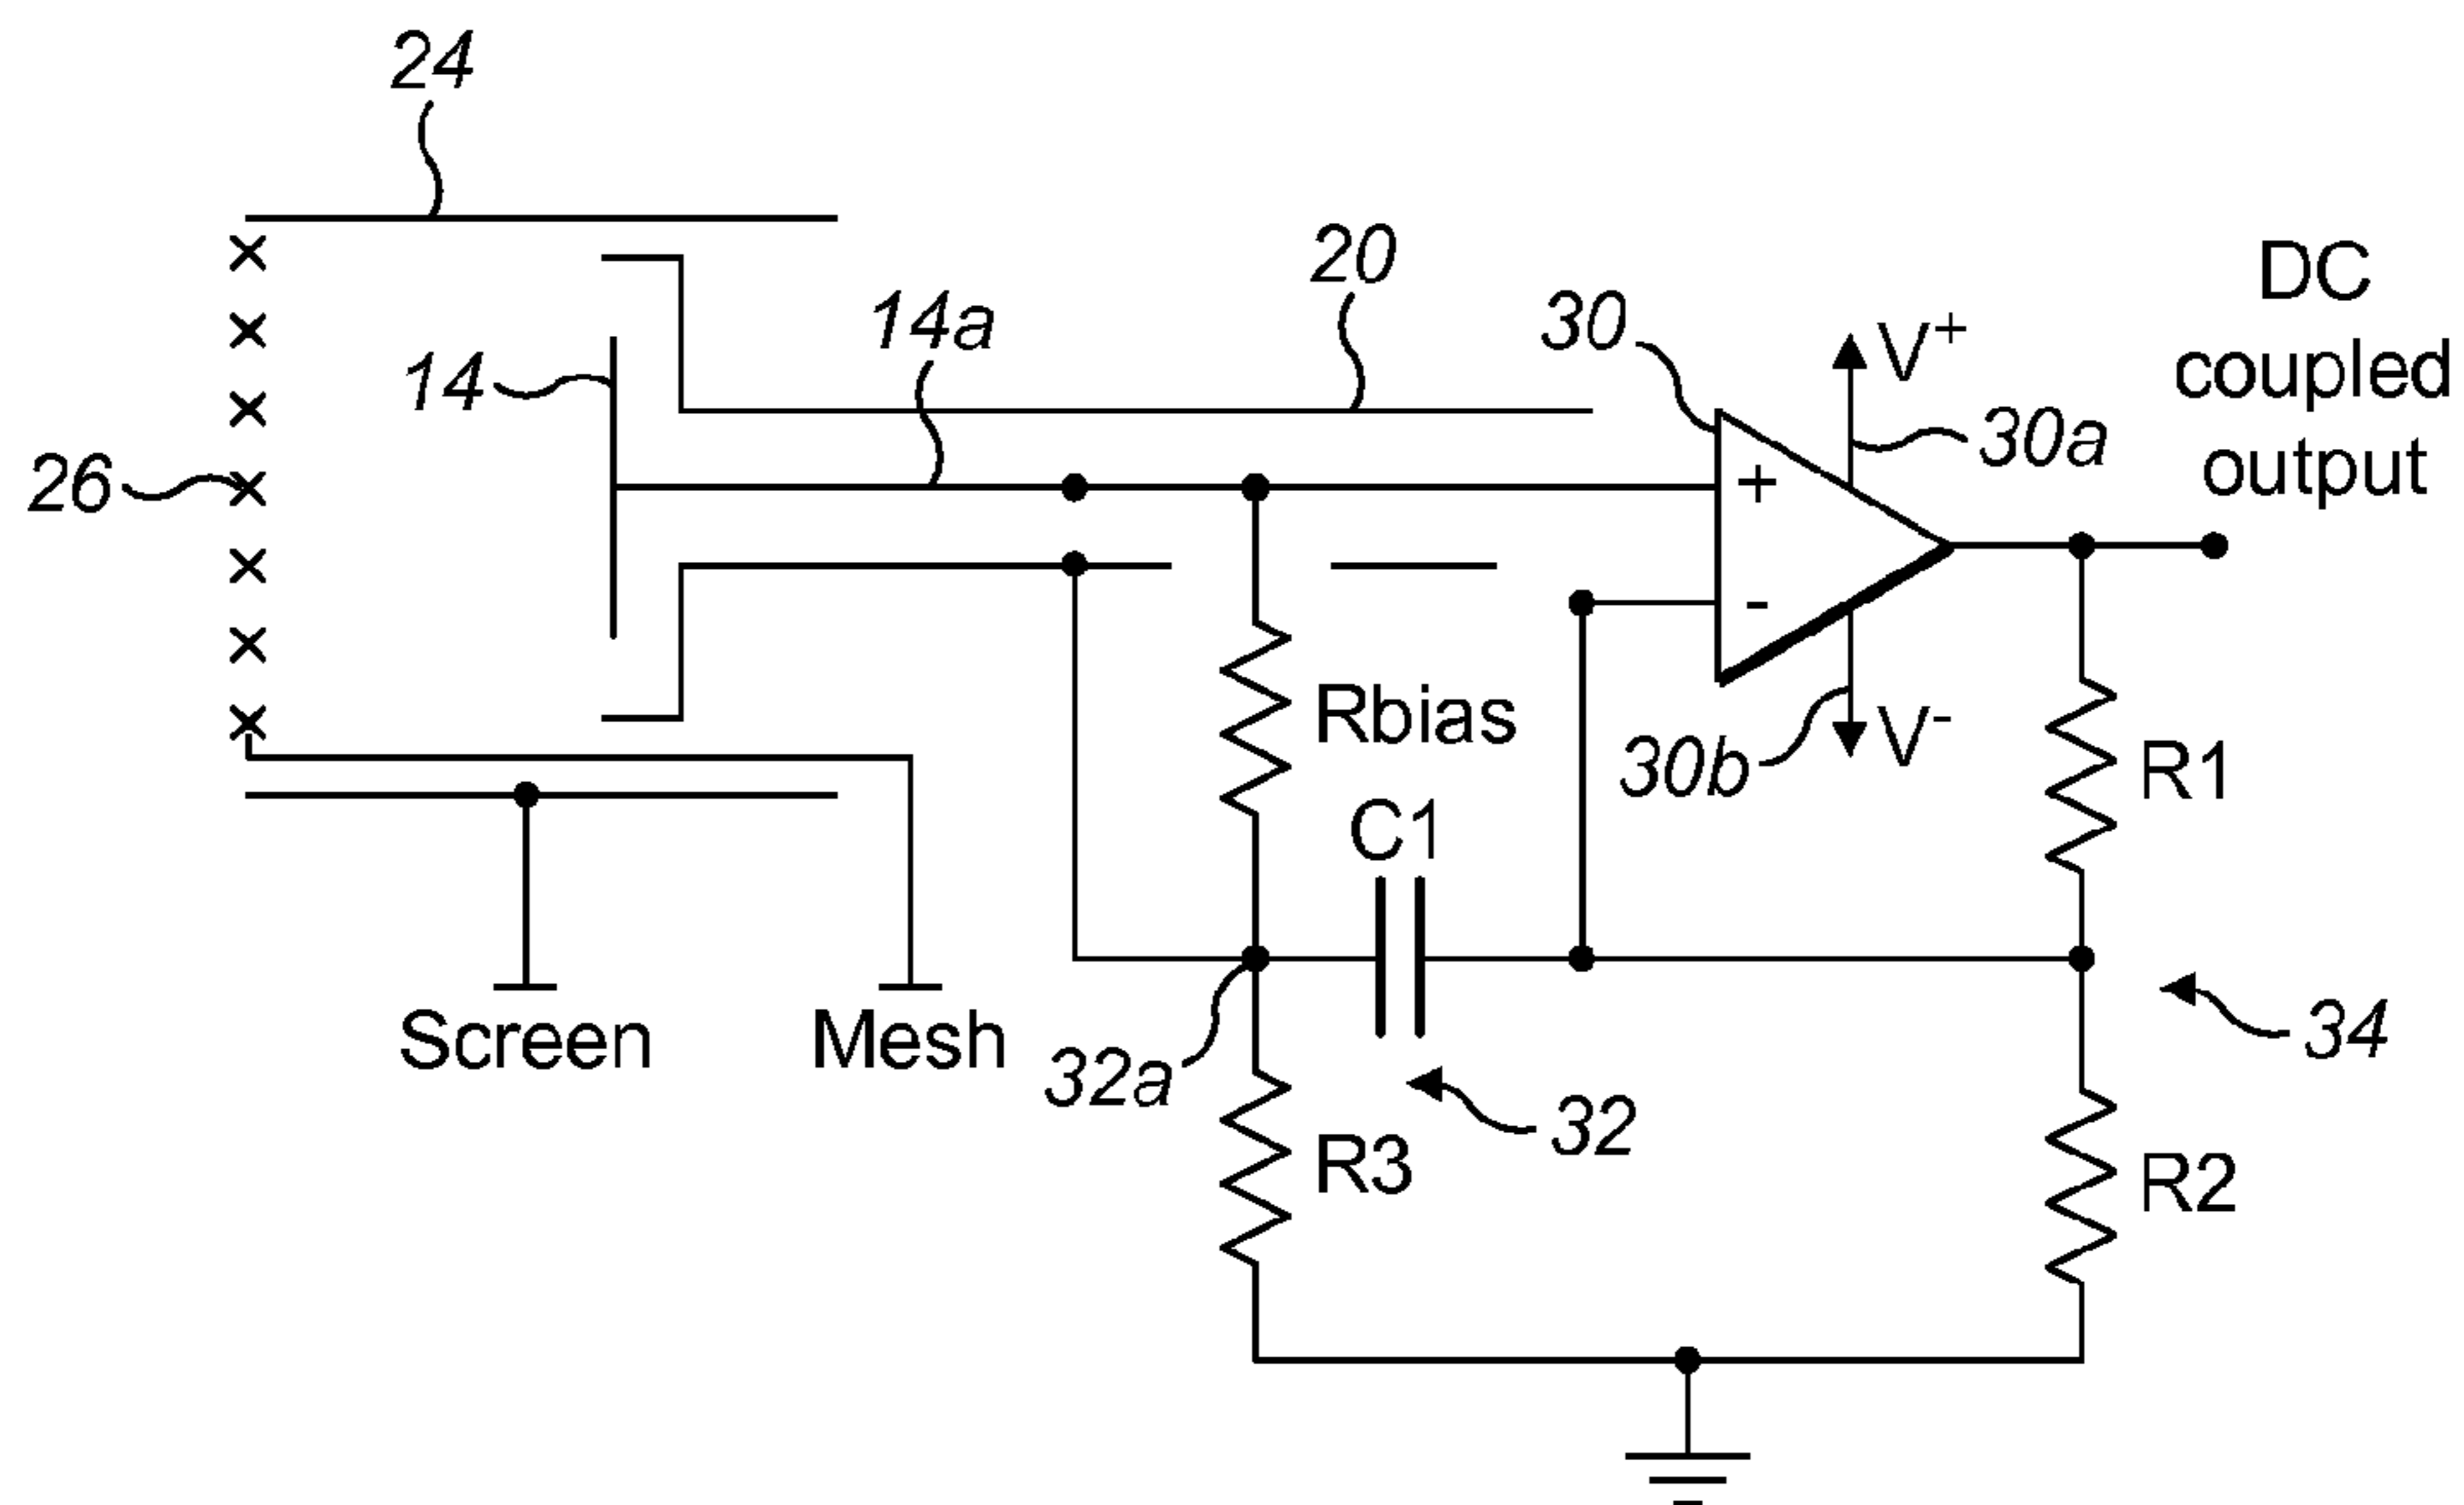 24
20
14a
30
V+
DC
coupled
output
14
30a
26
+
-
Rbias
30b
V-
R1
C1
Screen
Mesh
32a
34
32
R3
R2